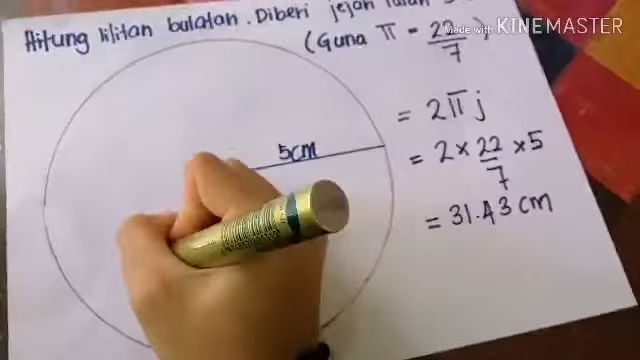 Hitung lilitan bulatan. Diberi jejari
(Guna π = 22/7)
Made with KINEMASTER
5cm
= 2πj
= 2 × 22/7 × 5
= 31.43 cm